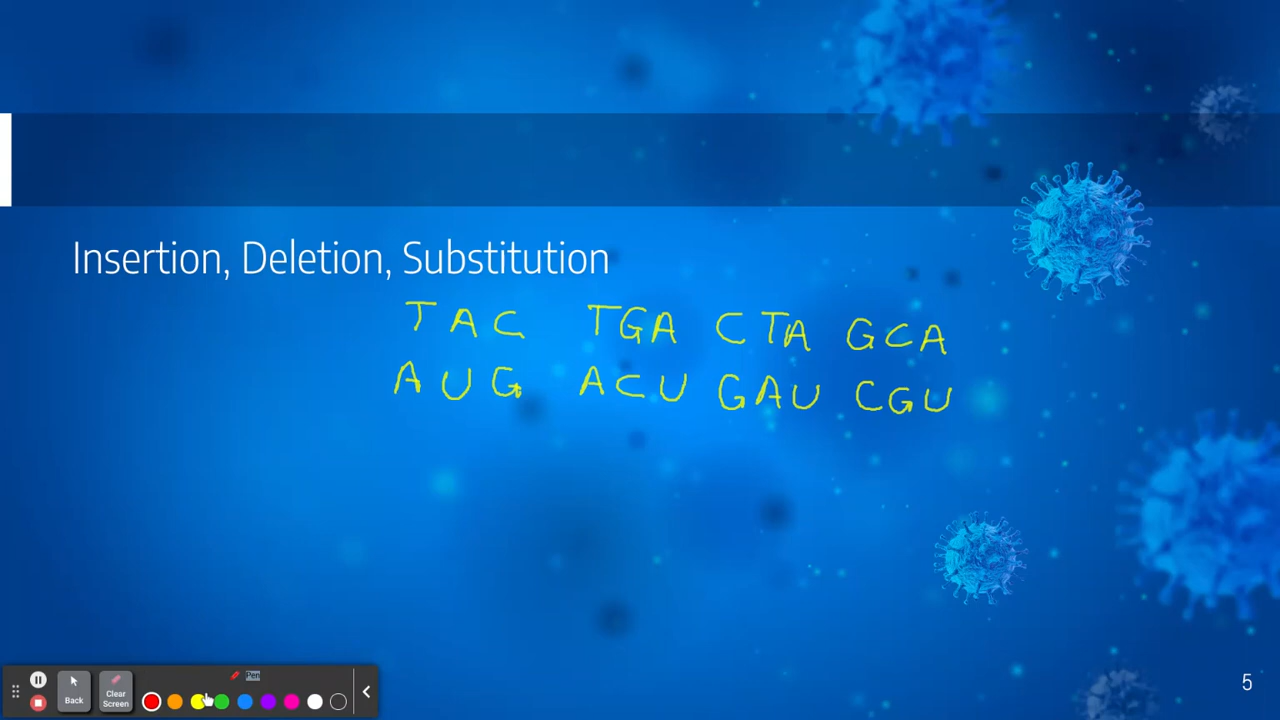 Insertion, Deletion, Substitution
TAC TGA CTA GCA
AUG ACU GAU CGU
Pen
Back
Clear
Screen
5